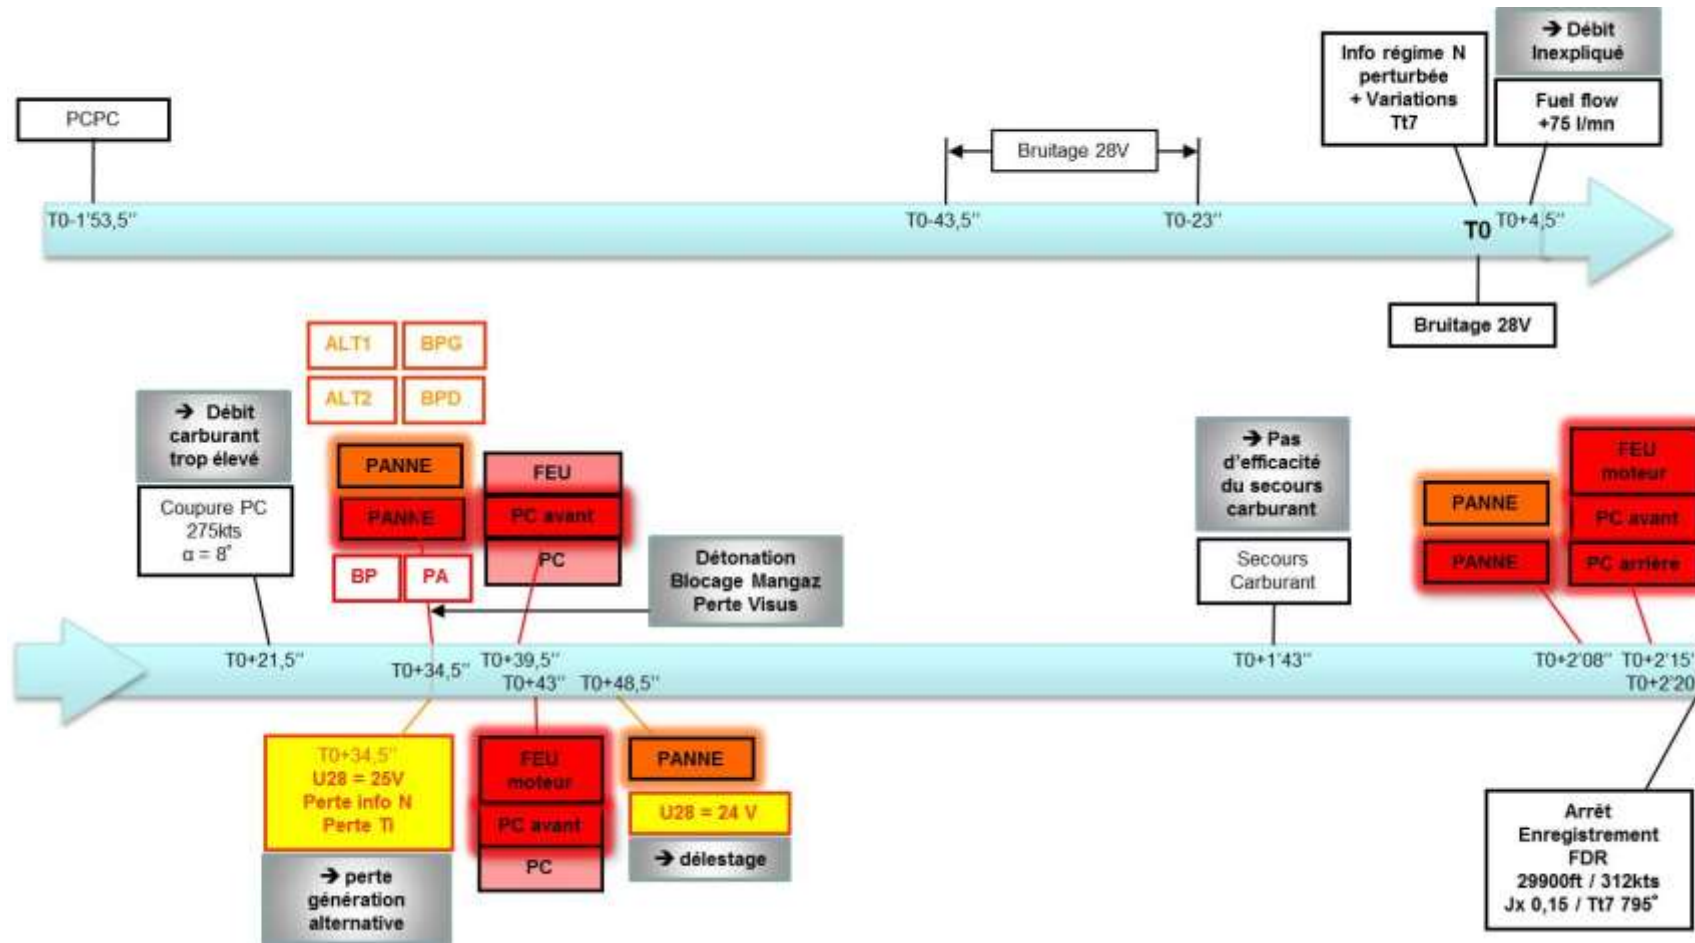 PCPC
Bruitage 28V
Info régime N
perturbée
+ Variations
Tt7
→ Débit
Inexpliqué
Fuel flow
+75 l/mn
T0-1'53,5''
T0-43,5''
T0-23''
T0
T0+4,5''
Bruitage 28V
ALT1
BPG
ALT2
BPD
→ Débit
carburant
trop élevé
Coupure PC
275kts
α = 8°
PANNE
PANNE
BP
PA
FEU
PC avant
PC
Détonation
Blocage Mangaz
Perte Visus
→ Pas
d'efficacité
du secours
carburant
Secours
Carburant
PANNE
PANNE
FEU
moteur
PC avant
PC arrière
T0+21,5''
T0+34,5''
T0+39,5''
T0+43''
T0+48,5''
T0+1'43''
T0+2'08''
T0+2'15'
T0+2'20
T0+34,5''
U28 = 25V
Perte info N
Perte Ti
→ perte
génération
alternative
FEU
moteur
PC avant
PC
PANNE
U28 = 24 V
→ délestage
Arrêt
Enregistrement
FDR
29900ft / 312kts
Jx 0,15 / Tt7 795°